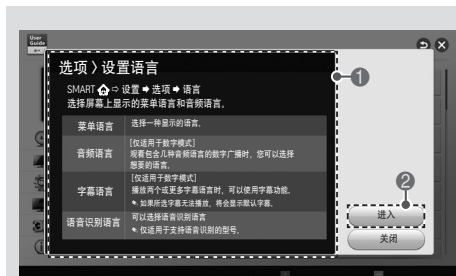 User
Guide
选项 〉设置语言
SMART ⇨ 设置 ➡ 选项 ➡ 语言
选择屏幕上显示的菜单语言和音频语言。
菜单语言
选择一种显示的语言。
音频语言
[仅适用于数字模式]
观看包含几种音频语言的数字广播时，您可以选择
想要的语言。
字幕语言
[仅适用于数字模式]
播放两个或更多字幕语言时，可以使用字幕功能。
✎ 如果所选字幕无法播放，将会显示默认字幕。
语音识别语言
可以选择语音识别语言
✎ 仅适用于支持语音识别的型号。
❶
❷
进入
关闭